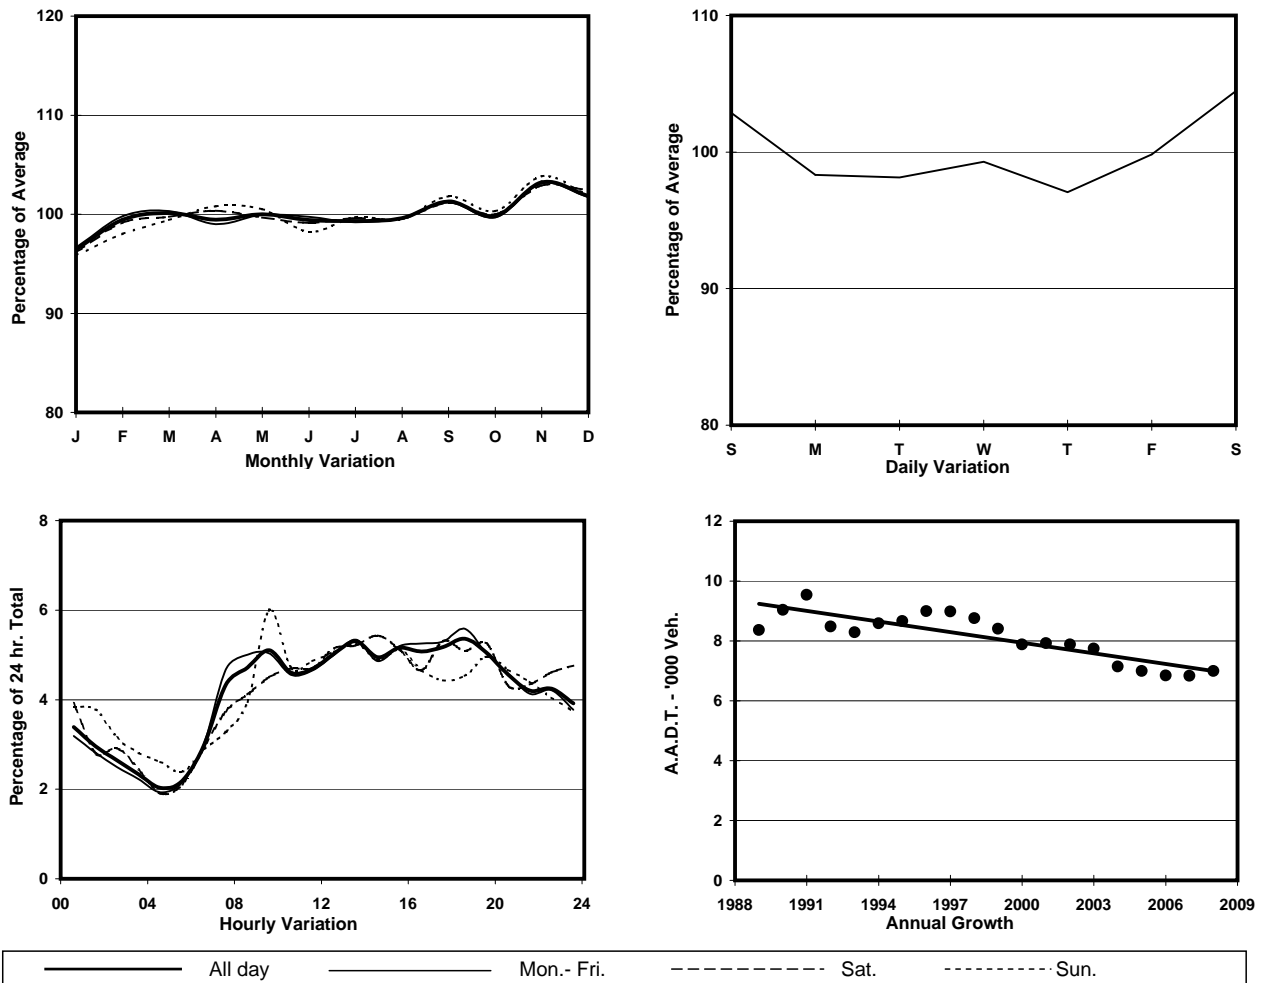 120
110
100
90
80
Percentage of Average
J F M A M J J A S O N D
Monthly Variation
110
100
90
80
Percentage of Average
S M T W T F S
Daily Variation
8
6
4
2
0
Percentage of 24 hr. Total
00 04 08 12 16 20 24
Hourly Variation
12
10
8
6
4
2
0
A.A.D.T. - '000 Veh.
1988 1991 1994 1997 2000 2003 2006 2009
Annual Growth
All day Mon.- Fri. Sat. Sun.